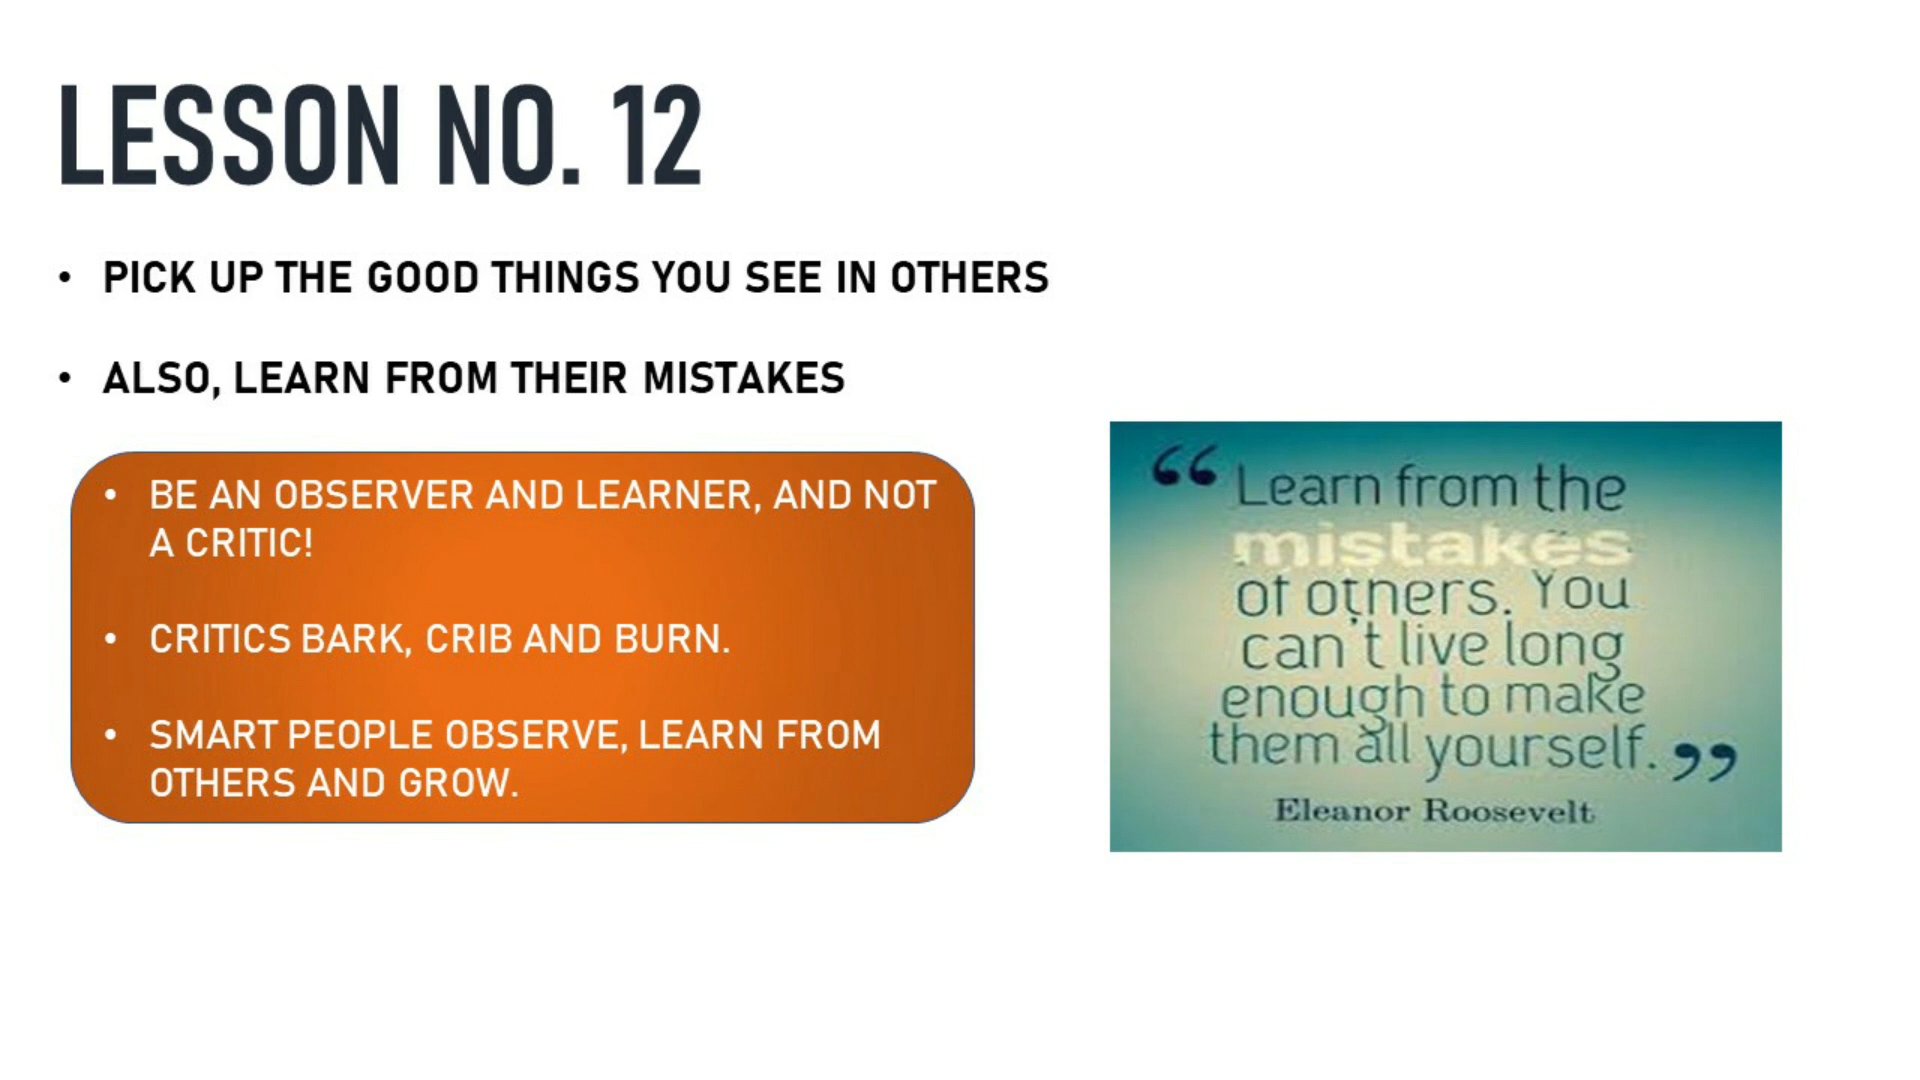 LESSON NO. 12
• PICK UP THE GOOD THINGS YOU SEE IN OTHERS
• ALSO, LEARN FROM THEIR MISTAKES
• BE AN OBSERVER AND LEARNER, AND NOT
A CRITIC!
• CRITICS BARK, CRIB AND BURN.
• SMART PEOPLE OBSERVE, LEARN FROM
OTHERS AND GROW.
“ Learn from the
mistakes
of others. You
can't live long
enough to make
them all yourself. ”
Eleanor Roosevelt